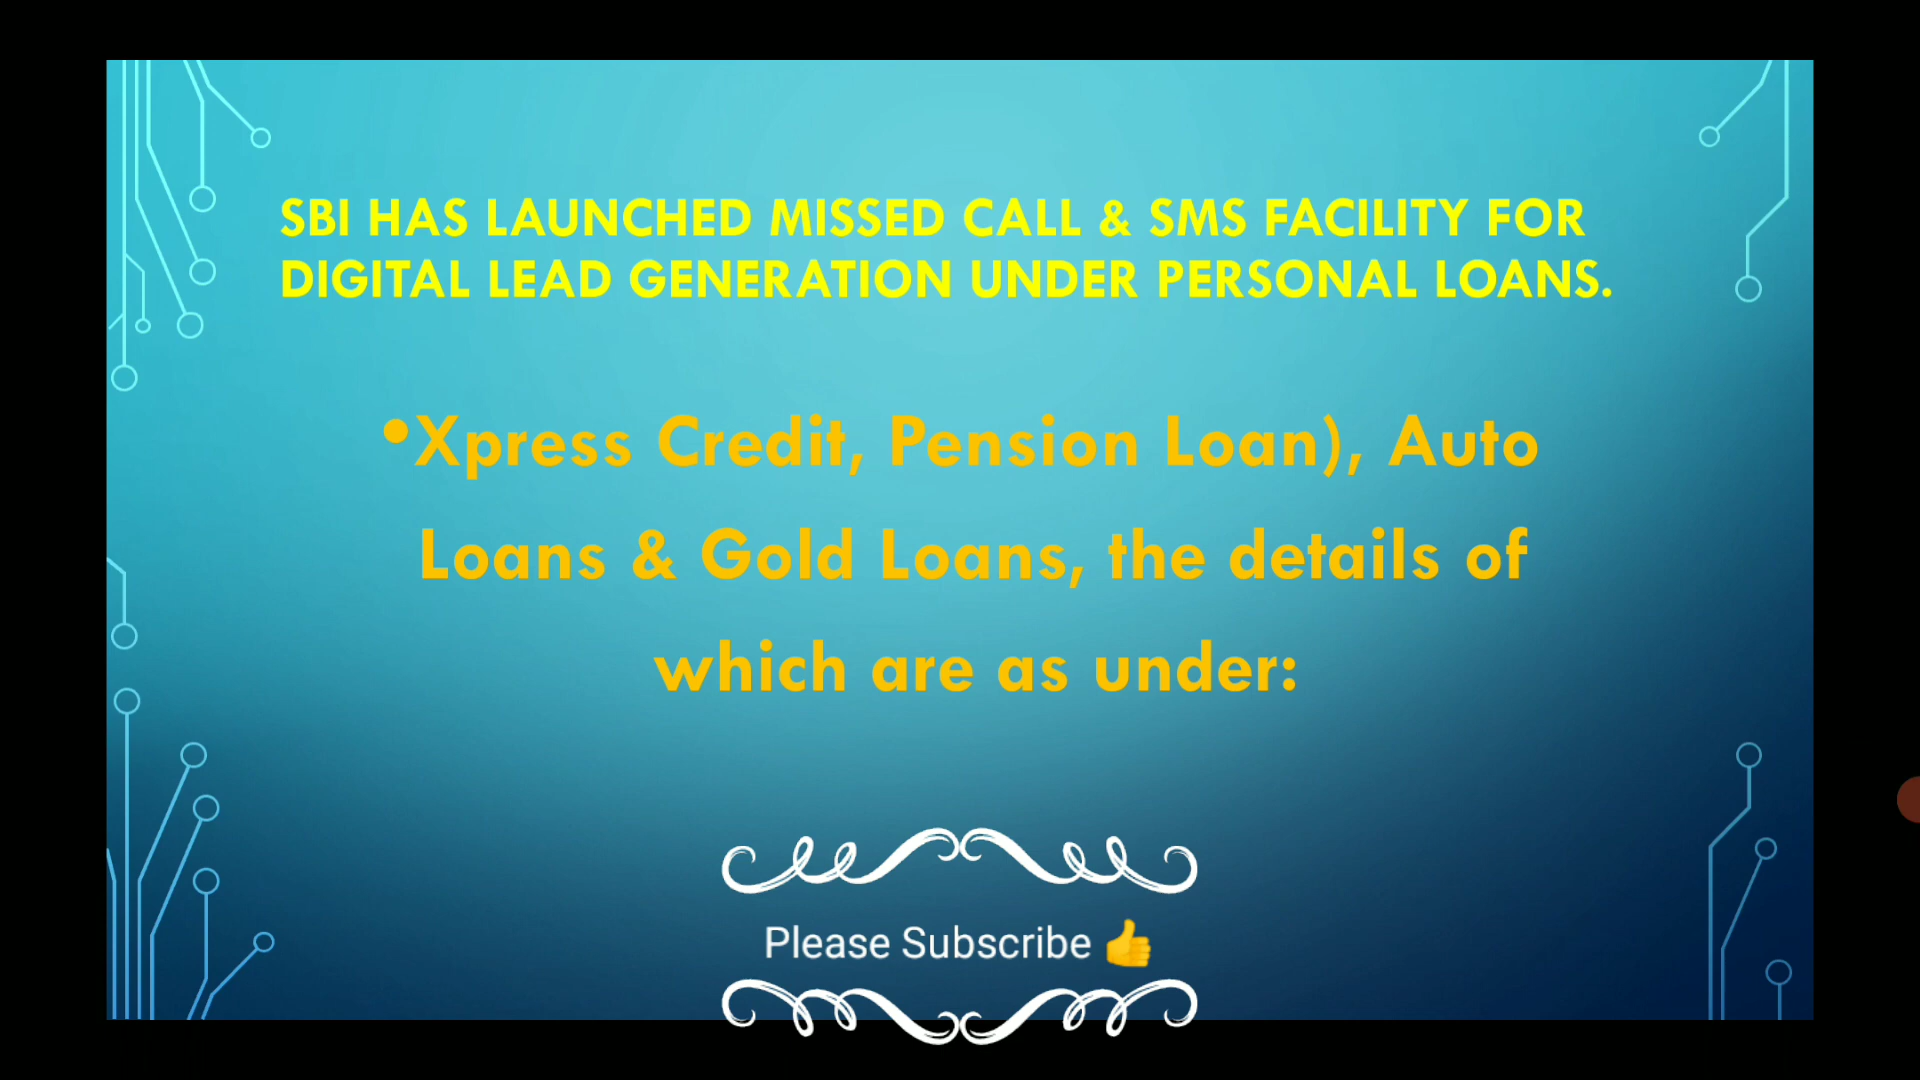 SBI HAS LAUNCHED MISSED CALL & SMS FACILITY FOR
DIGITAL LEAD GENERATION UNDER PERSONAL LOANS.
•Xpress Credit, Pension Loan), Auto
Loans & Gold Loans, the details of
which are as under:
Please Subscribe 👍